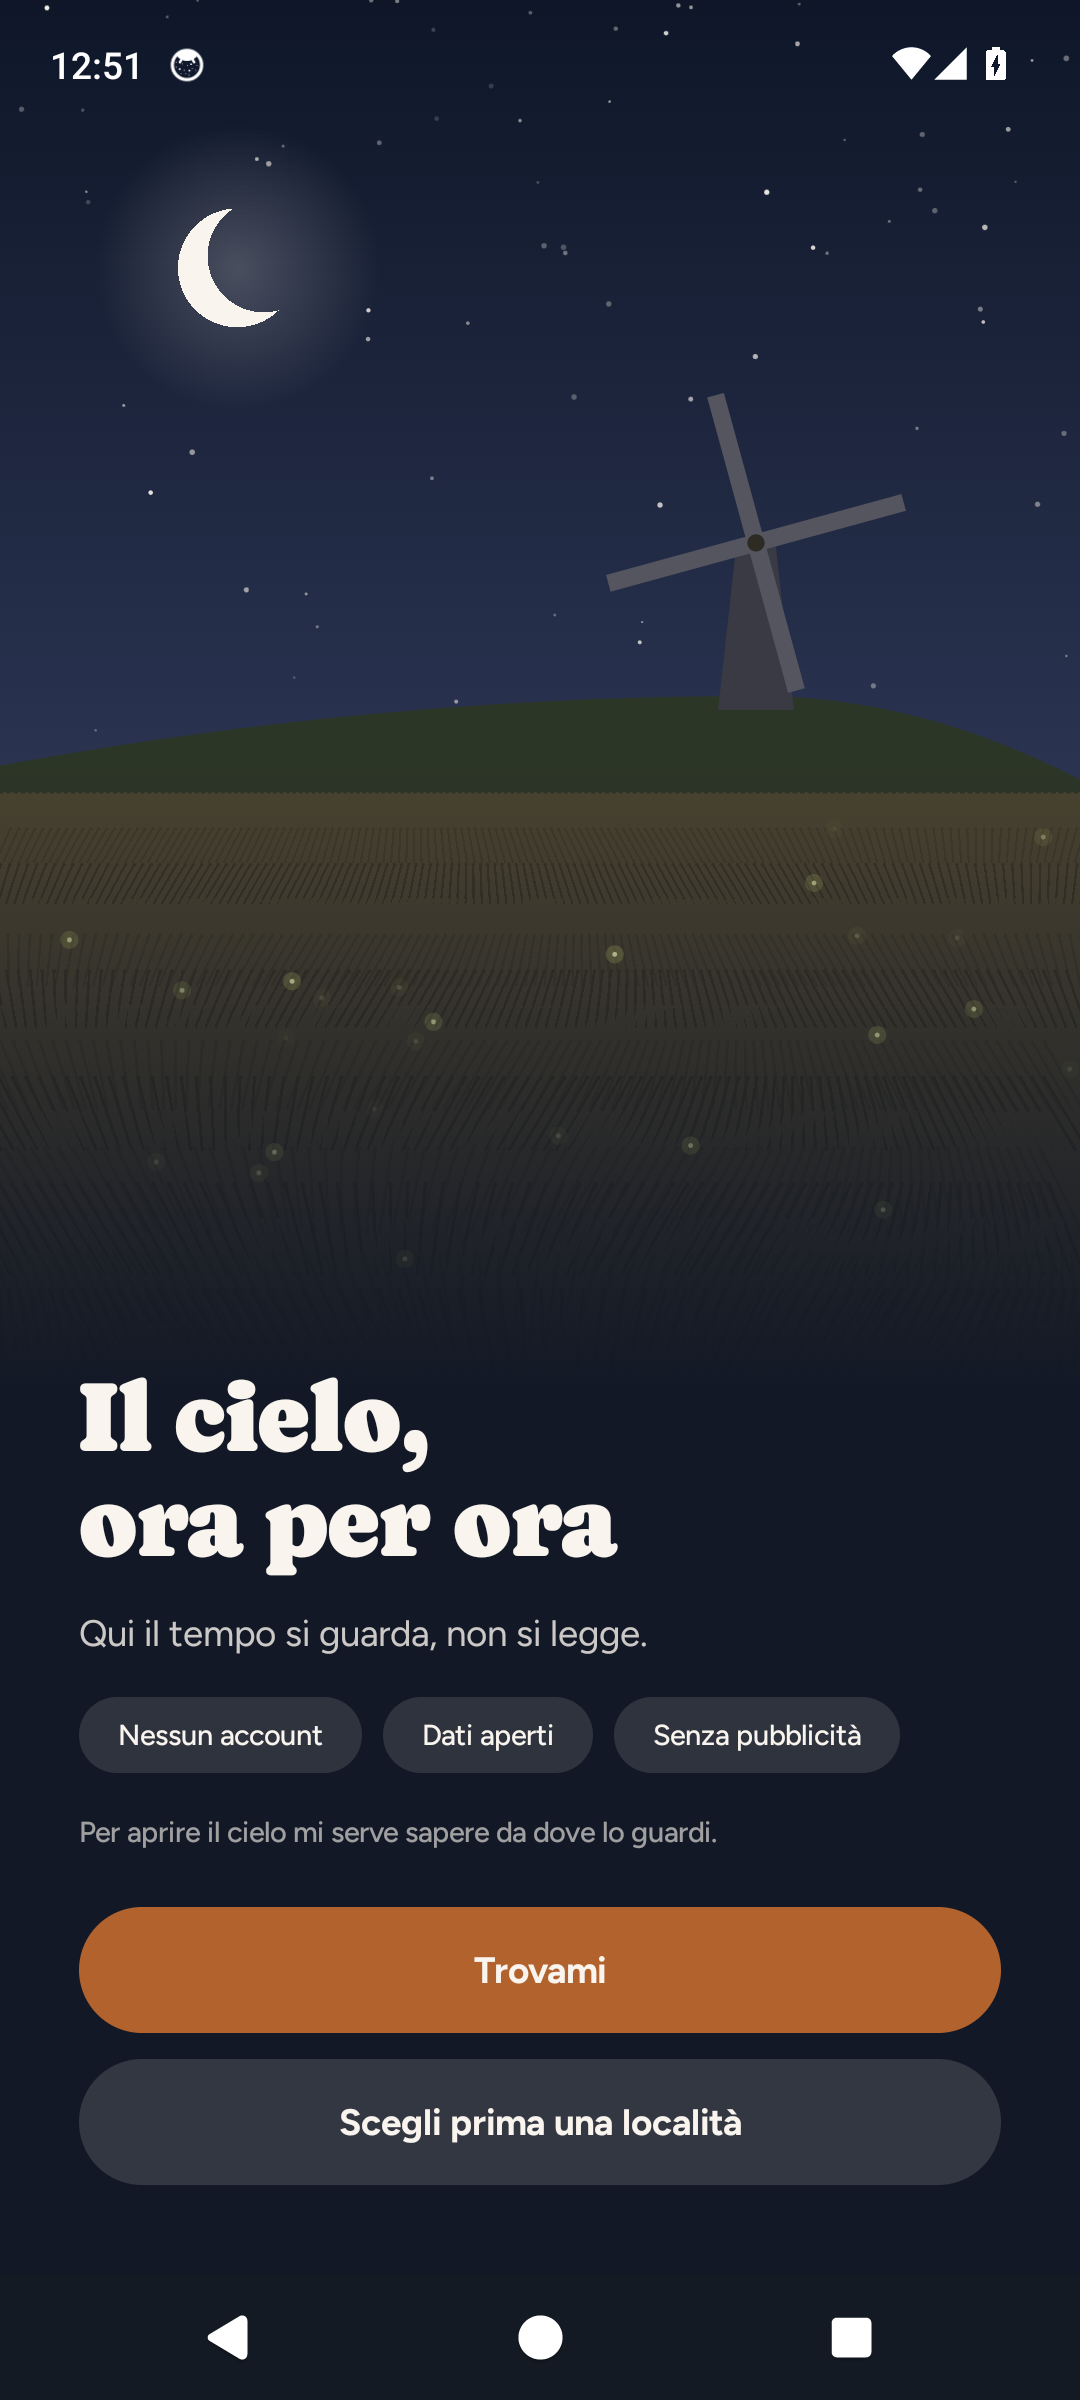 12:51
Il cielo,
ora per ora
Qui il tempo si guarda, non si legge.
Nessun account
Dati aperti
Senza pubblicità
Per aprire il cielo mi serve sapere da dove lo guardi.
Trovami
Scegli prima una località